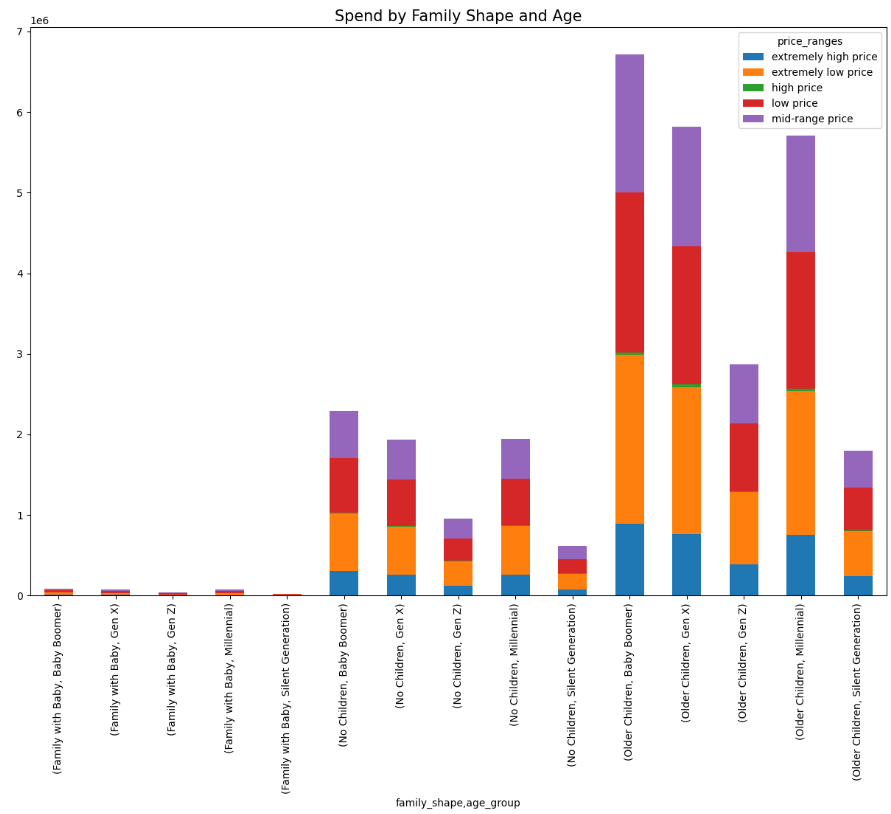 Spend by Family Shape and Age
1e6
7
6
5
4
3
2
1
0
price_ranges
extremely high price
extremely low price
high price
low price
mid-range price
(Family with Baby, Baby Boomer)
(Family with Baby, Gen X)
(Family with Baby, Gen Z)
(Family with Baby, Millennial)
(Family with Baby, Silent Generation)
(No Children, Baby Boomer)
(No Children, Gen X)
(No Children, Gen Z)
(No Children, Millennial)
(No Children, Silent Generation)
(Older Children, Baby Boomer)
(Older Children, Gen X)
(Older Children, Gen Z)
(Older Children, Millennial)
(Older Children, Silent Generation)
family_shape,age_group